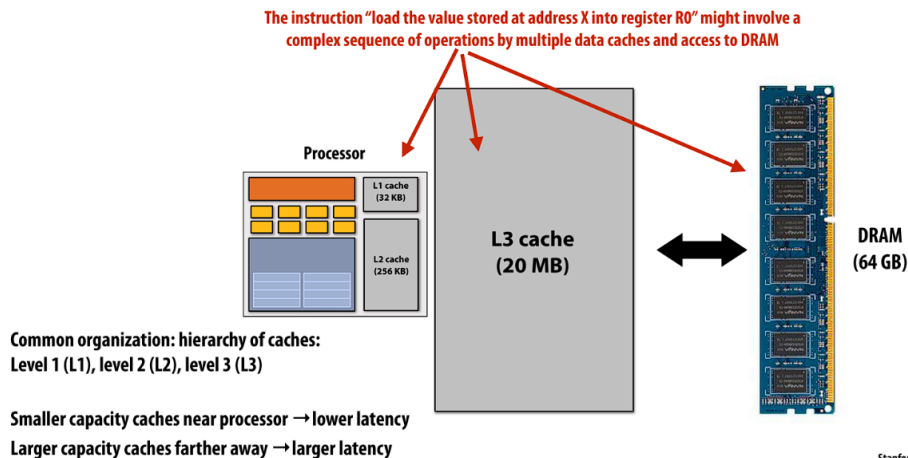 The instruction “load the value stored at address X into register R0” might involve a
complex sequence of operations by multiple data caches and access to DRAM
Processor
L1 cache
(32 KB)
L2 cache
(256 KB)
L3 cache
(20 MB)
DRAM
(64 GB)
Common organization: hierarchy of caches:
Level 1 (L1), level 2 (L2), level 3 (L3)
Smaller capacity caches near processor → lower latency
Larger capacity caches farther away → larger latency